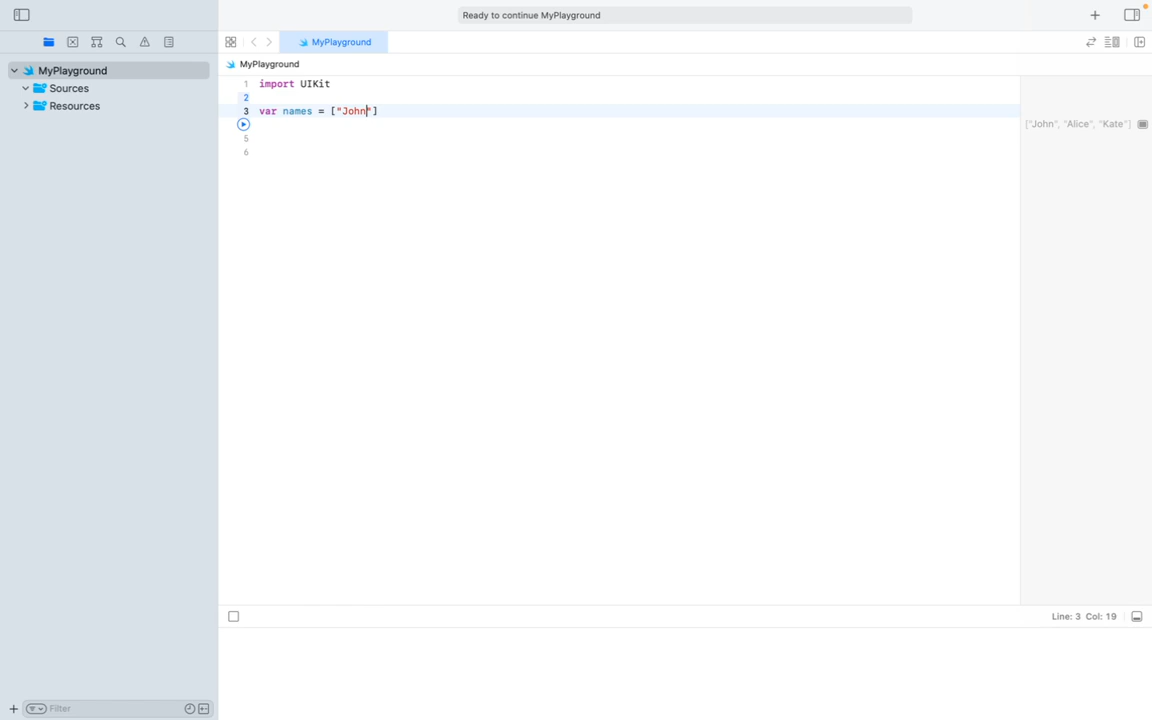 Ready to continue MyPlayground
MyPlayground
MyPlayground
Sources
Resources
MyPlayground
1 import UIKit
2
3 var names = ["John"]
["John", "Alice", "Kate"]
5
6
Line: 3 Col: 19
Filter